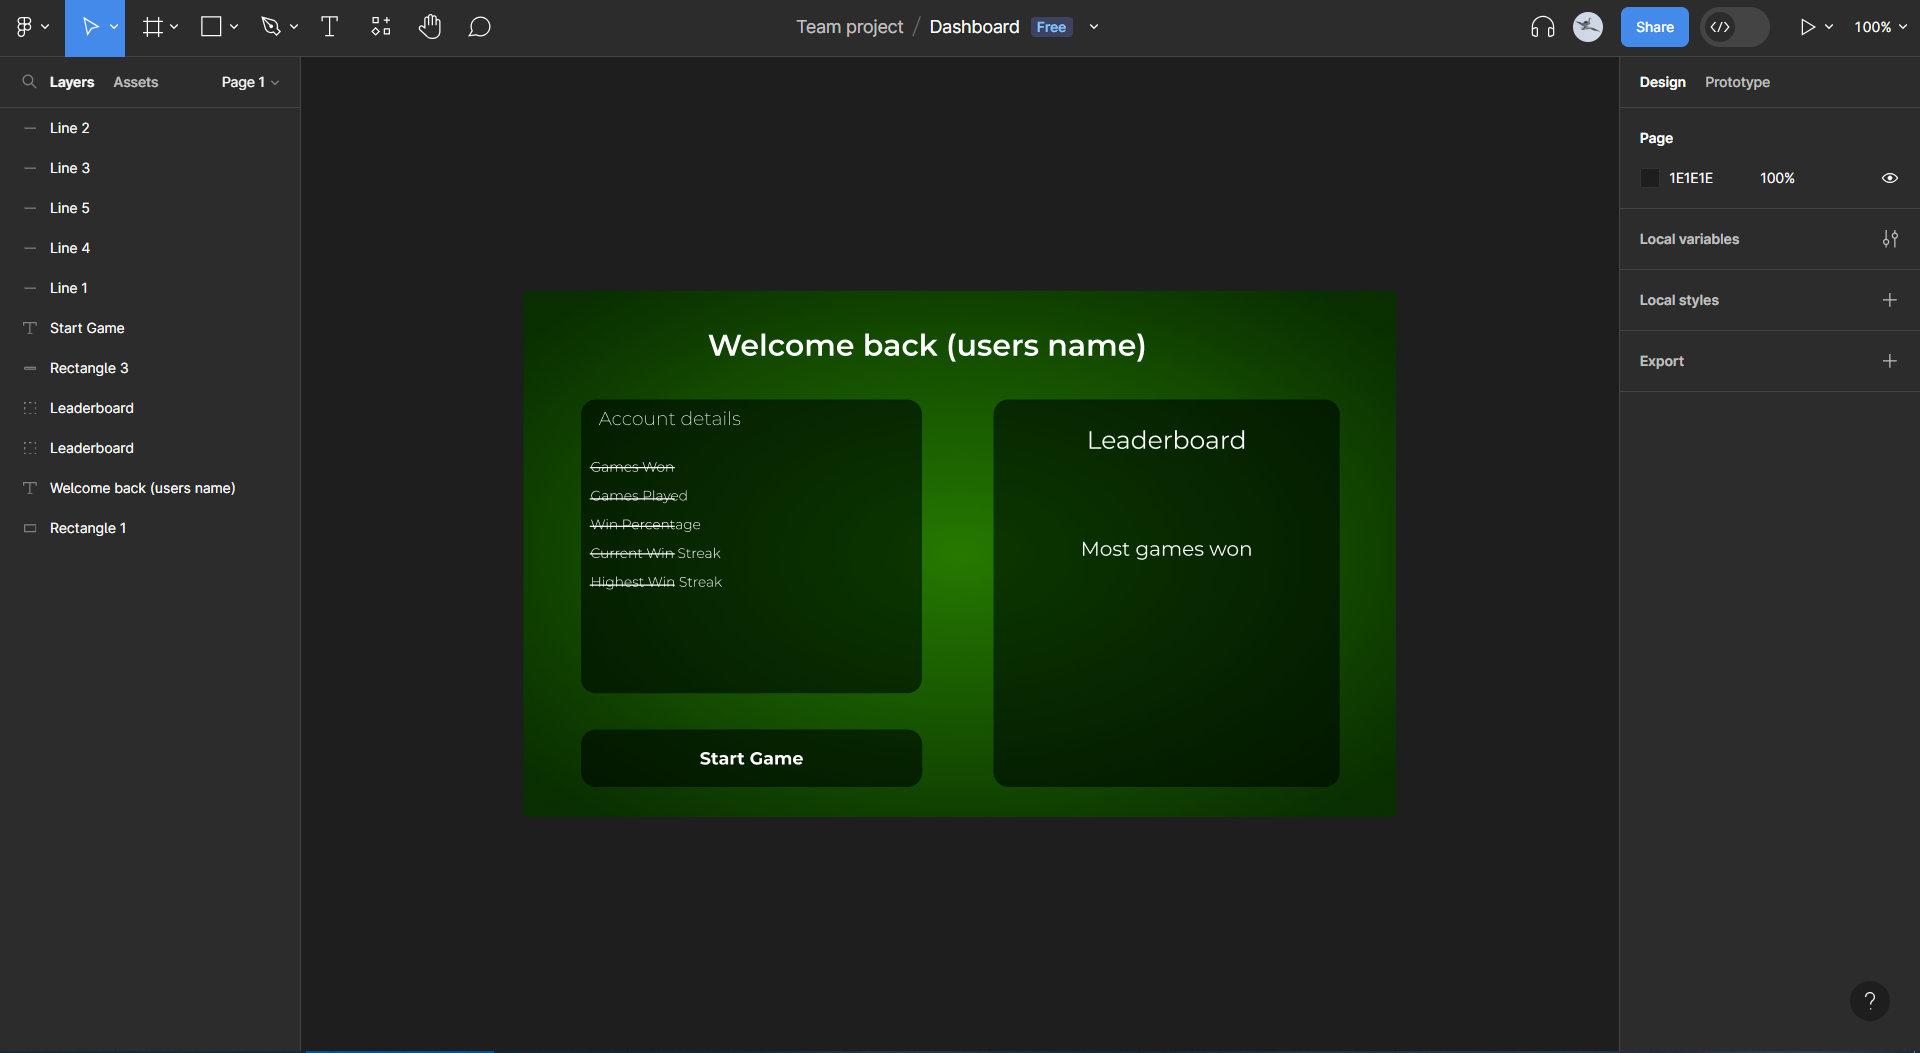 Team project / Dashboard Free
Share
100%
Layers Assets Page 1
Line 2
Line 3
Line 5
Line 4
Line 1
Start Game
Rectangle 3
Leaderboard
Leaderboard
Welcome back (users name)
Rectangle 1
Welcome back (users name)
Account details
Games Won
Games Played
Win Percentage
Current Win Streak
Highest Win Streak
Start Game
Leaderboard
Most games won
Design Prototype
Page
1E1E1E 100%
Local variables
Local styles
Export
?